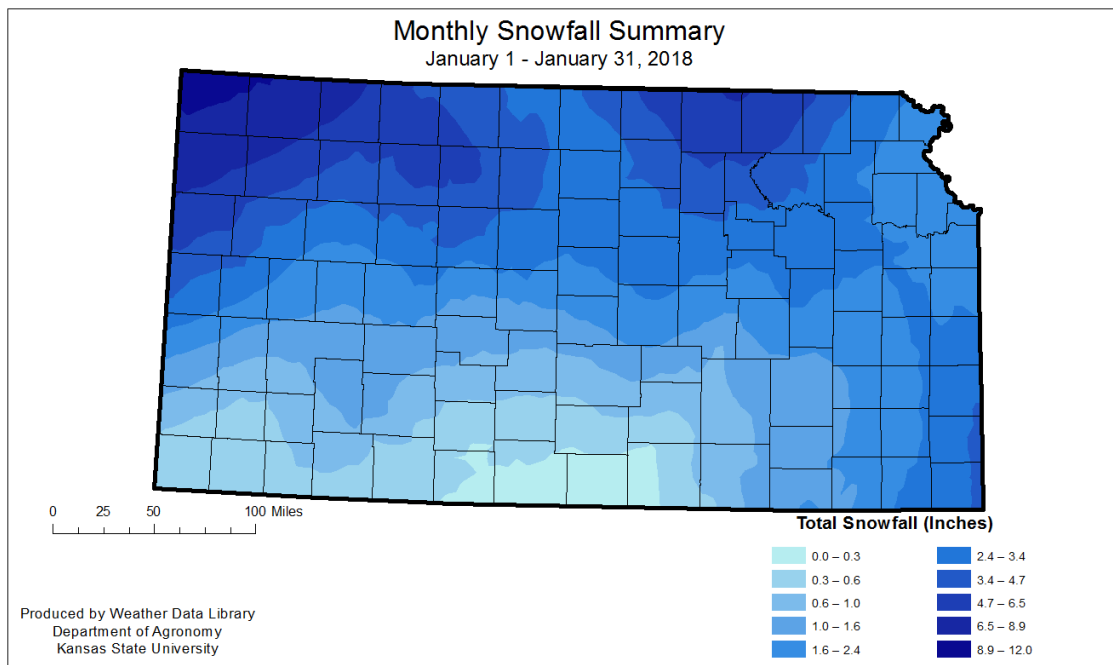 Monthly Snowfall Summary
January 1 - January 31, 2018
0 25 50 100 Miles
Total Snowfall (Inches)
0.0 – 0.3
0.3 – 0.6
0.6 – 1.0
1.0 – 1.6
1.6 – 2.4
2.4 – 3.4
3.4 – 4.7
4.7 – 6.5
6.5 – 8.9
8.9 – 12.0
Produced by Weather Data Library
Department of Agronomy
Kansas State University